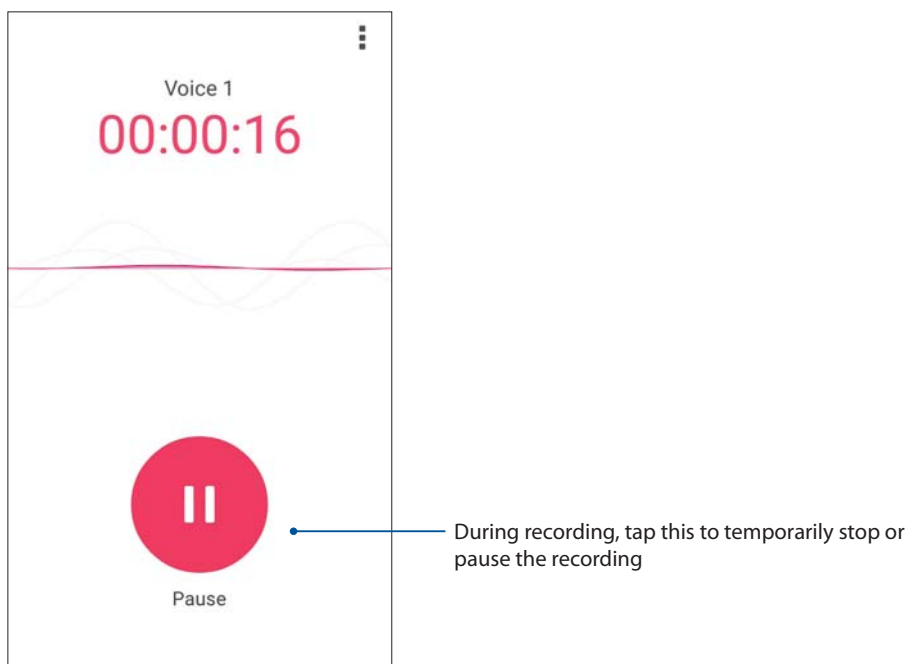 Voice 1
00:00:16
During recording, tap this to temporarily stop or
pause the recording
Pause